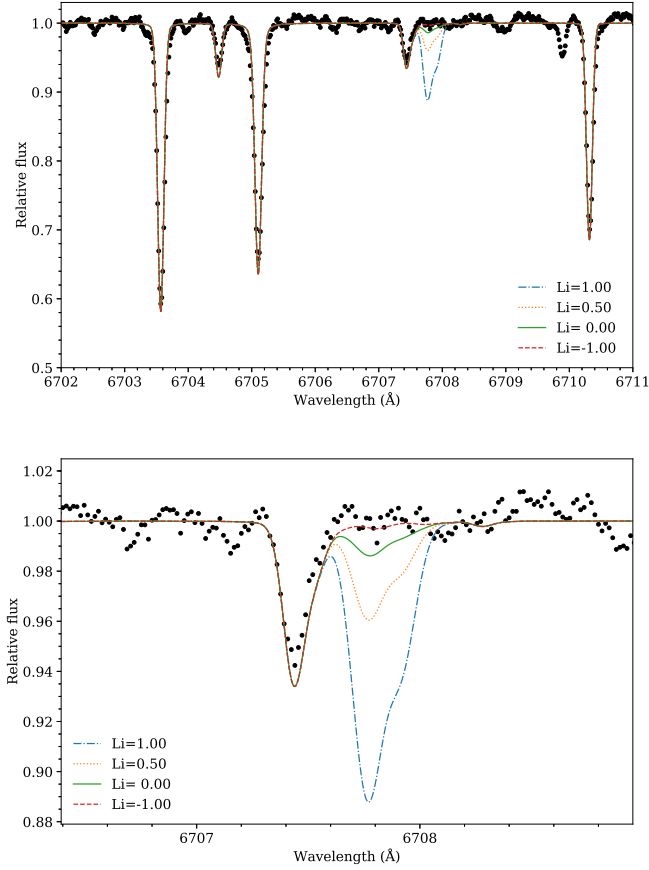 1.0
0.9
0.8
0.7
0.6
0.5
Relative flux
Li=1.00
Li=0.50
Li= 0.00
Li=-1.00
6702 6703 6704 6705 6706 6707 6708 6709 6710 6711
Wavelength (Å)
1.02
1.00
0.98
0.96
0.94
0.92
0.90
0.88
Relative flux
Li=1.00
Li=0.50
Li= 0.00
Li=-1.00
6707 6708
Wavelength (Å)